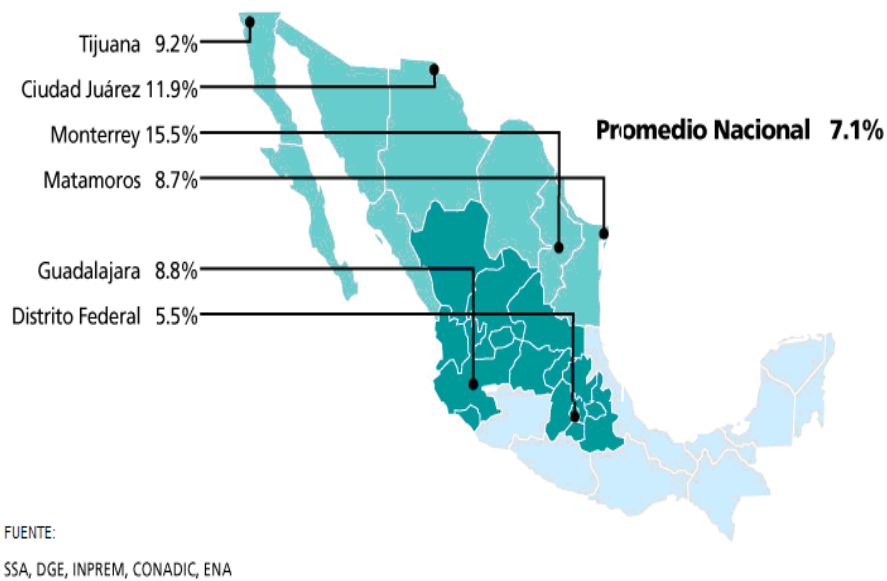 Tijuana 9.2%
Ciudad Juárez 11.9%
Monterrey 15.5%
Promedio Nacional 7.1%
Matamoros 8.7%
Guadalajara 8.8%
Distrito Federal 5.5%
FUENTE:
SSA, DGE, INPREM, CONADIC, ENA